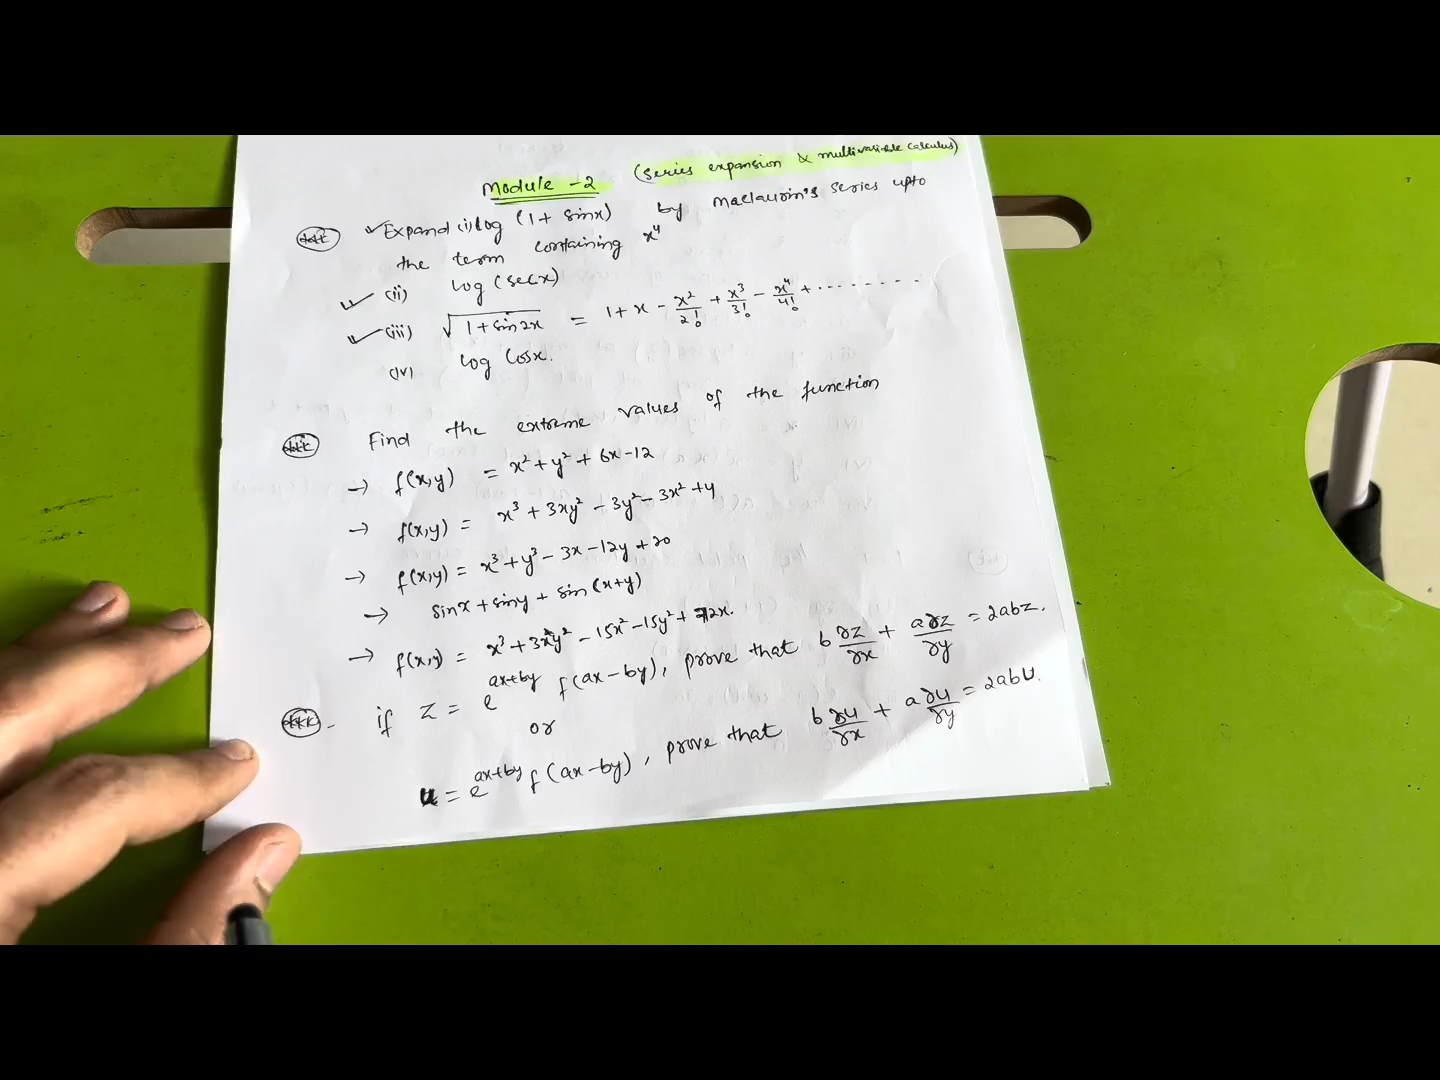 Module -2 (series expansion & multivariable calculus)
Expand (i) log (1 + sinx) by maclaurin's series upto
the term containing x⁴
(ii) log (secx)
(iii) √(1+sin2x) = 1 + x - x²/2! + x³/3! - x⁴/4! + .........
(iv) log cosx.
Find the extreme values of the function
→ f(x,y) = x² + y² + 6x - 12
→ f(x,y) = x³ + 3xy² - 3y² - 3x² + 4
→ f(x,y) = x³ + y³ - 3x - 12y + 20
→ sinx + siny + sin (x+y)
→ f(x,y) = x³ + 3xy² - 15x² - 15y² + 72x.
if z = e^(ax+by) f(ax-by), prove that b ∂z/∂x + a∂z/∂y = 2abz.
or
u = e^(ax+by) f(ax-by), prove that b ∂u/∂x + a ∂u/∂y = 2abu.